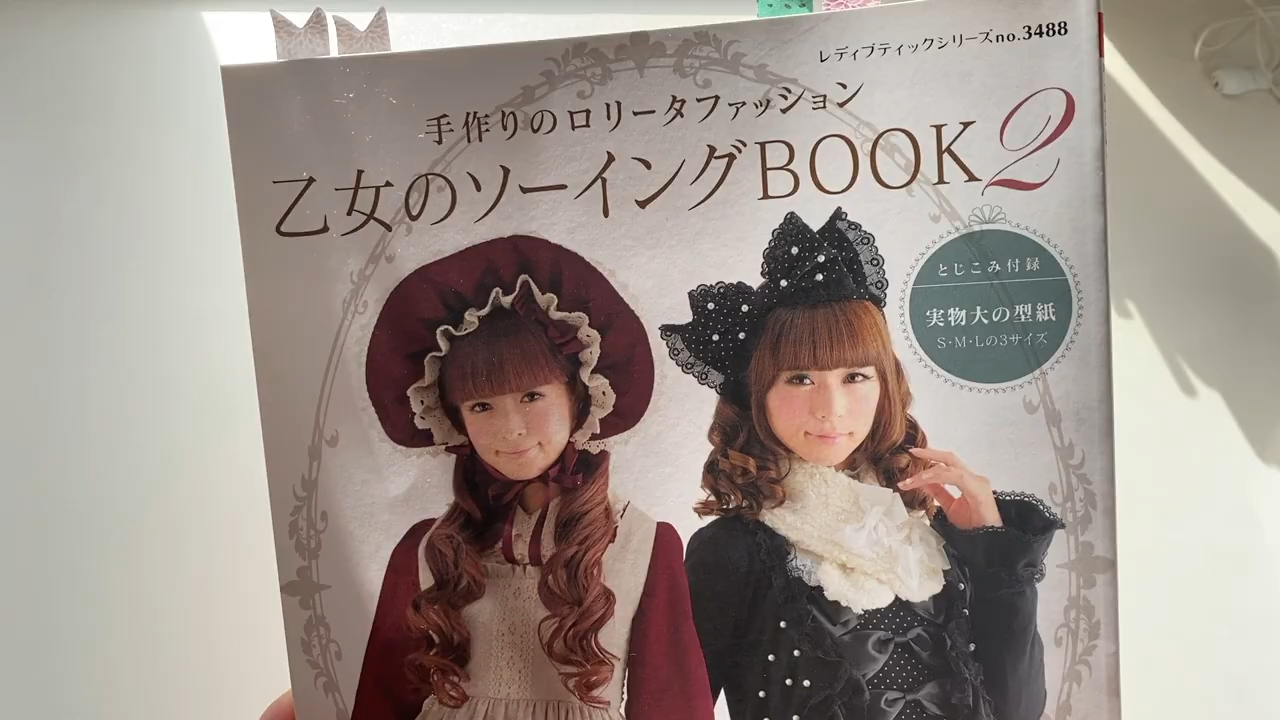 レディブティックシリーズno.3488
手作りのロリータファッション
乙女のソーイングBOOK2
とじこみ付録
実物大の型紙
S・M・Lの3サイズ